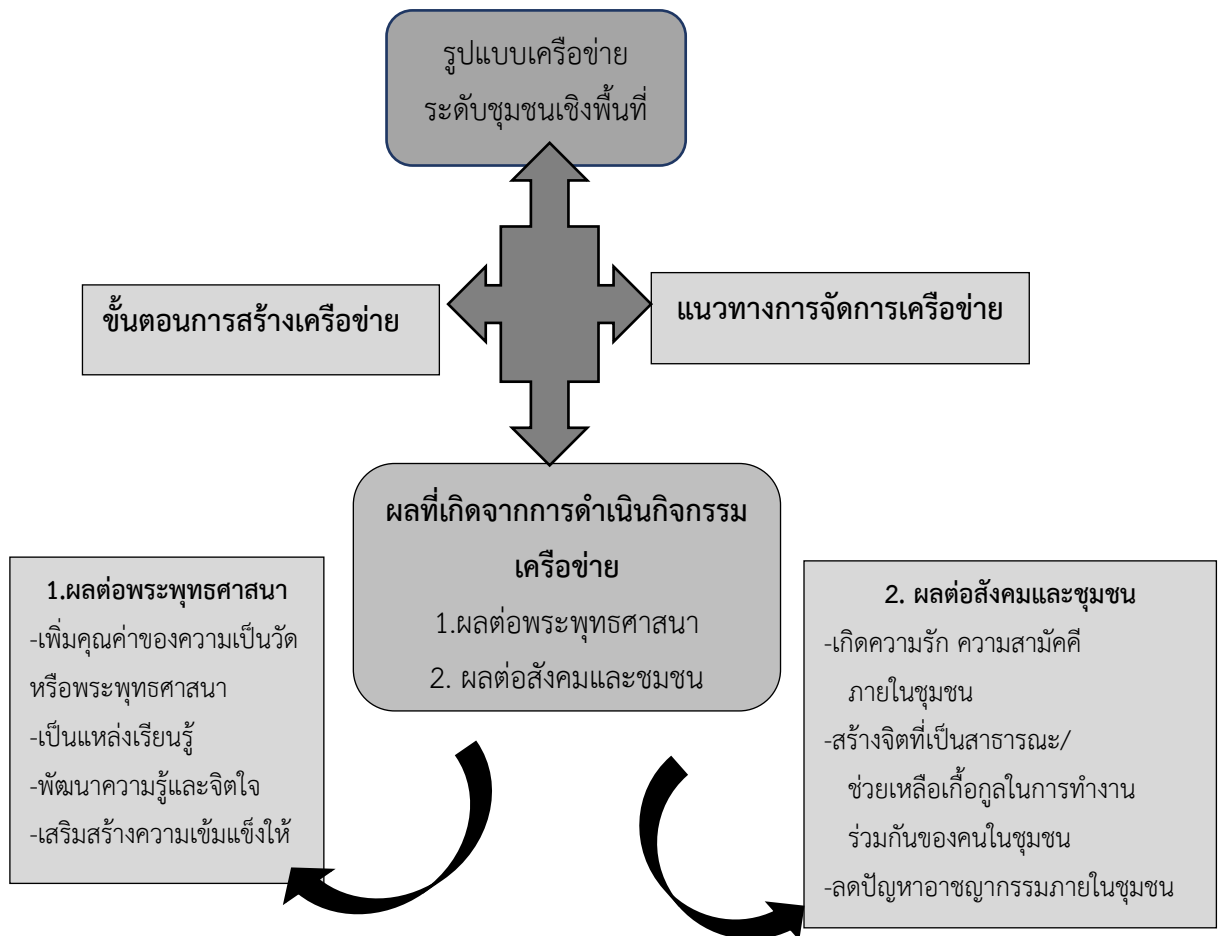 รูปแบบเครือข่าย
ระดับชุมชนเชิงพื้นที่
ขั้นตอนการสร้างเครือข่าย
แนวทางการจัดการเครือข่าย
ผลที่เกิดจากการดำเนินกิจกรรม
เครือข่าย
1.ผลต่อพระพุทธศาสนา
2. ผลต่อสังคมและชมชน
1.ผลต่อพระพุทธศาสนา
-เพิ่มคุณค่าของความเป็นวัด
หรือพระพุทธศาสนา
-เป็นแหล่งเรียนรู้
-พัฒนาความรู้และจิตใจ
-เสริมสร้างความเข้มแข็งให้
2. ผลต่อสังคมและชุมชน
-เกิดความรัก ความสามัคคี
ภายในชุมชน
-สร้างจิตที่เป็นสาธารณะ/
ช่วยเหลือเกื้อกูลในการทำงาน
ร่วมกันของคนในชุมชน
-ลดปัญหาอาชญากรรมภายในชุมชน